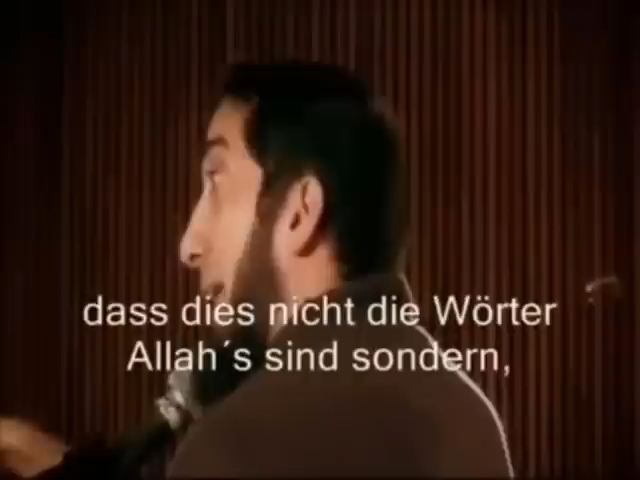 dass dies nicht die Wörter
Allah´s sind sondern,